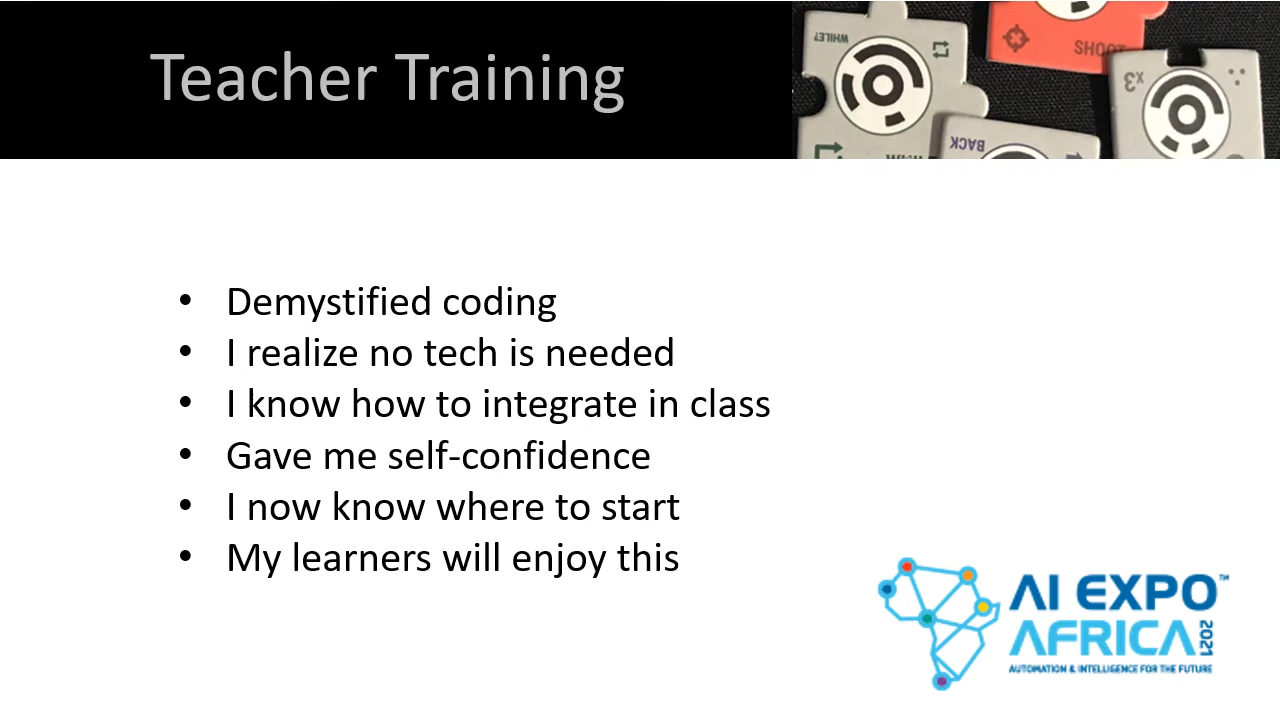 Teacher Training
WHILE?
SHOOT
x3
BACK
• Demystified coding
• I realize no tech is needed
• I know how to integrate in class
• Gave me self-confidence
• I now know where to start
• My learners will enjoy this
AI EXPO™
AFRICA 2021
AUTOMATION & INTELLIGENCE FOR THE FUTURE